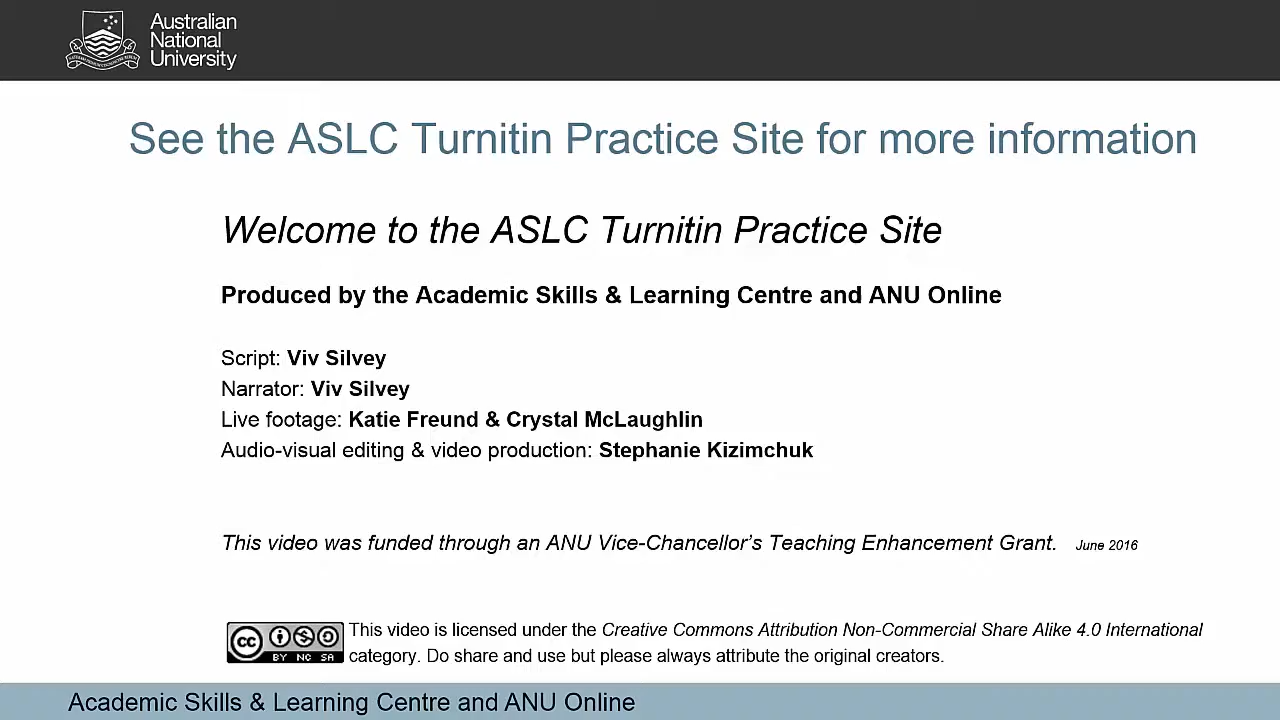 Australian
National
University
See the ASLC Turnitin Practice Site for more information
Welcome to the ASLC Turnitin Practice Site
Produced by the Academic Skills & Learning Centre and ANU Online
Script: Viv Silvey
Narrator: Viv Silvey
Live footage: Katie Freund & Crystal McLaughlin
Audio-visual editing & video production: Stephanie Kizimchuk
This video was funded through an ANU Vice-Chancellor’s Teaching Enhancement Grant. June 2016
This video is licensed under the Creative Commons Attribution Non-Commercial Share Alike 4.0 International
category. Do share and use but please always attribute the original creators.
cc
BY NC SA
Academic Skills & Learning Centre and ANU Online